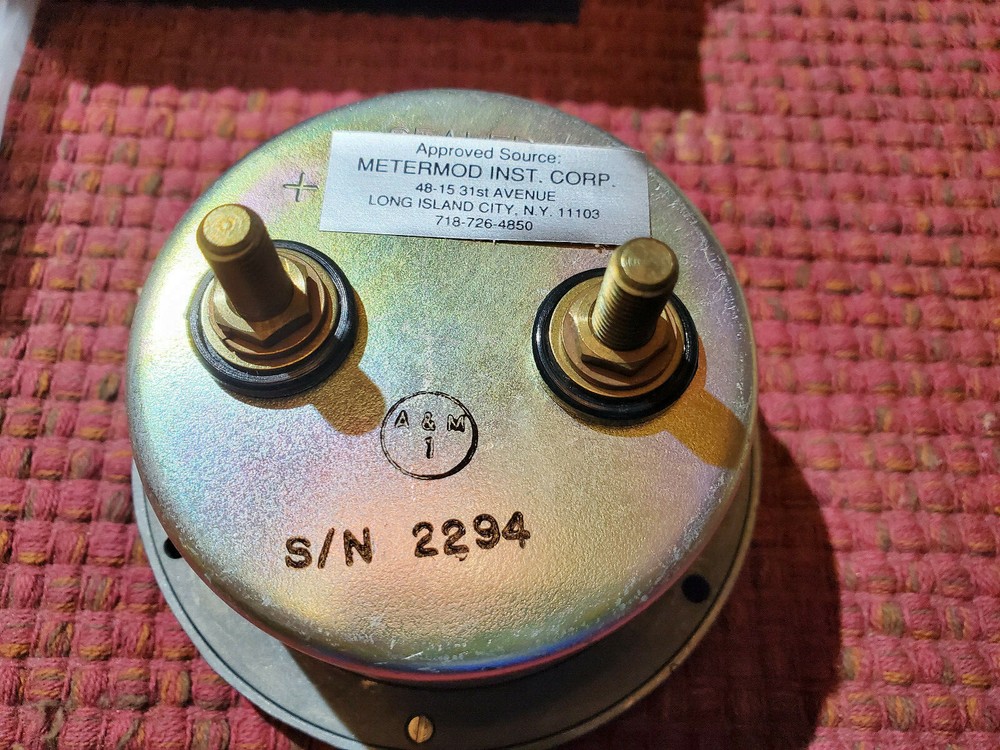 Approved Source:
METERMOD INST. CORP.
48-15 31st AVENUE
LONG ISLAND CITY, N.Y. 11103
718-726-4850
+
A & M
1
S/N 2294